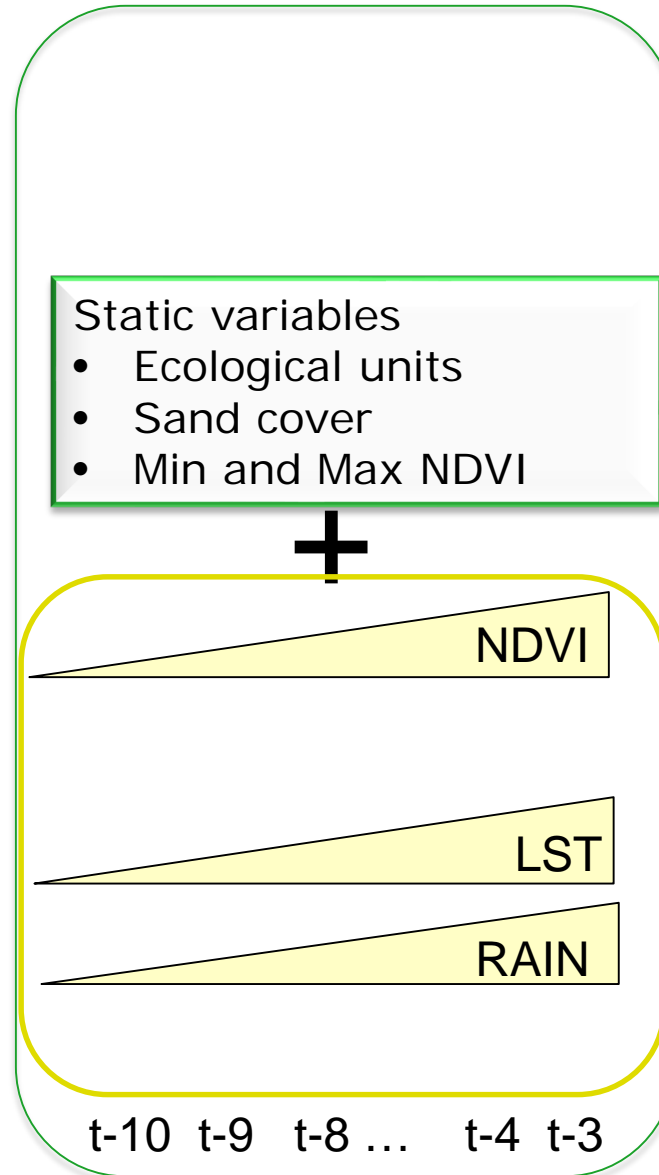 Static variables
• Ecological units
• Sand cover
• Min and Max NDVI
+
NDVI
LST
RAIN
t-10 t-9 t-8 ... t-4 t-3